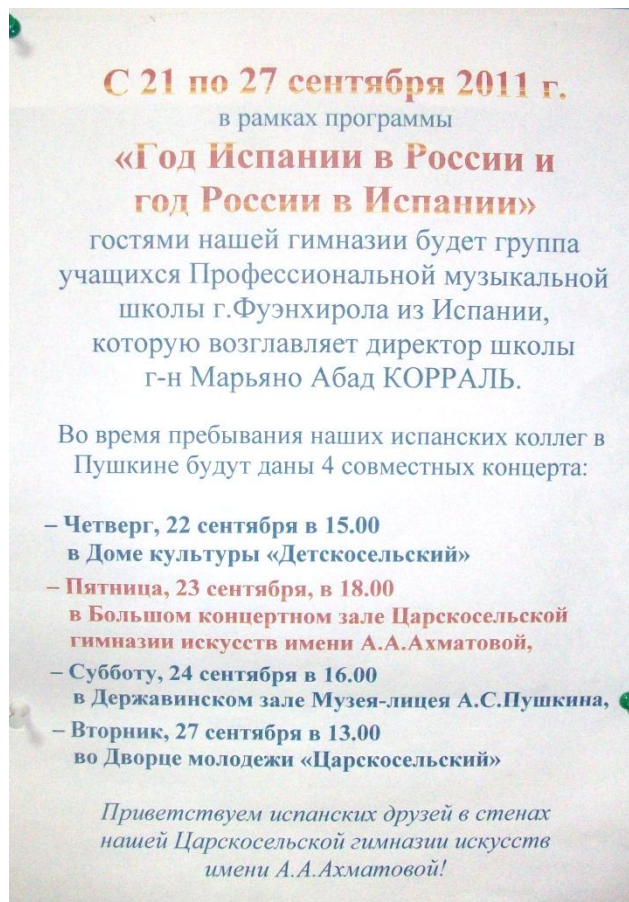 С 21 по 27 сентября 2011 г.
в рамках программы
«Год Испании в России и
год России в Испании»
гостями нашей гимназии будет группа
учащихся Профессиональной музыкальной
школы г.Фуэнхирола из Испании,
которую возглавляет директор школы
г-н Марьяно Абад КОРРАЛЬ.
Во время пребывания наших испанских коллег в
Пушкине будут даны 4 совместных концерта:
– Четверг, 22 сентября в 15.00
в Доме культуры «Детскосельский»
– Пятница, 23 сентября, в 18.00
в Большом концертном зале Царскосельской
гимназии искусств имени А.А.Ахматовой,
– Субботу, 24 сентября в 16.00
в Державинском зале Музея-лицея А.С.Пушкина,
– Вторник, 27 сентября в 13.00
во Дворце молодежи «Царскосельский»
Приветствуем испанских друзей в стенах
нашей Царскосельской гимназии искусств
имени А.А.Ахматовой!